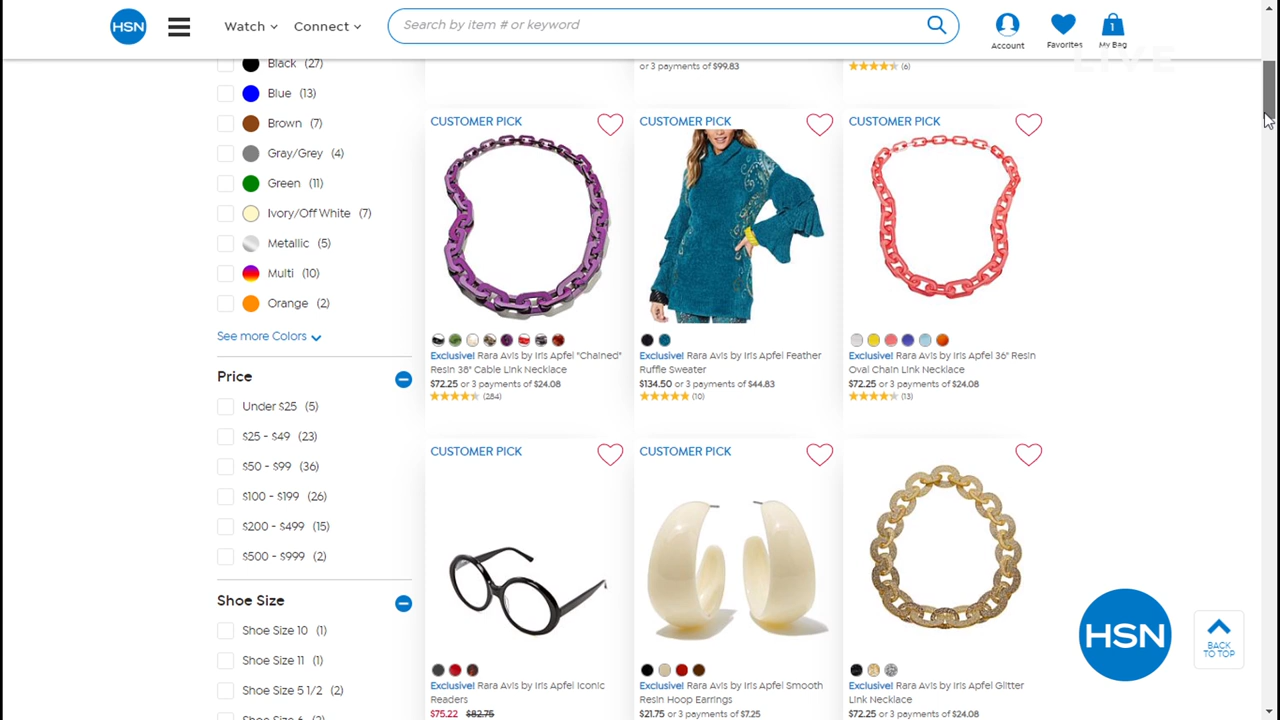 HSN
Watch
Connect
Search by item # or keyword
Account
Favorites
1
My Bag
LIVE
Black (27)
Blue (13)
Brown (7)
Gray/Grey (4)
Green (11)
Ivory/Off White (7)
Metallic (5)
Multi (10)
Orange (2)
See more Colors
Price
Under $25 (5)
$25 - $49 (23)
$50 - $99 (36)
$100 - $199 (26)
$200 - $499 (15)
$500 - $999 (2)
Shoe Size
Shoe Size 10 (1)
Shoe Size 11 (1)
Shoe Size 5 1/2 (2)
or 3 payments of $99.83
(6)
CUSTOMER PICK
Exclusive! Rara Avis by Iris Apfel "Chained"
Resin 38" Cable Link Necklace
$72.25 or 3 payments of $24.08
(284)
CUSTOMER PICK
Exclusive! Rara Avis by Iris Apfel Feather
Ruffle Sweater
$134.50 or 3 payments of $44.83
(10)
CUSTOMER PICK
Exclusive! Rara Avis by Iris Apfel 36" Resin
Oval Chain Link Necklace
$72.25 or 3 payments of $24.08
(13)
CUSTOMER PICK
Exclusive! Rara Avis by Iris Apfel Iconic
Readers
$75.22 $82.75
CUSTOMER PICK
Exclusive! Rara Avis by Iris Apfel Smooth
Resin Hoop Earrings
$21.75 or 3 payments of $7.25
Exclusive! Rara Avis by Iris Apfel Glitter
Link Necklace
$72.25 or 3 payments of $24.08
HSN
BACK
TO TOP